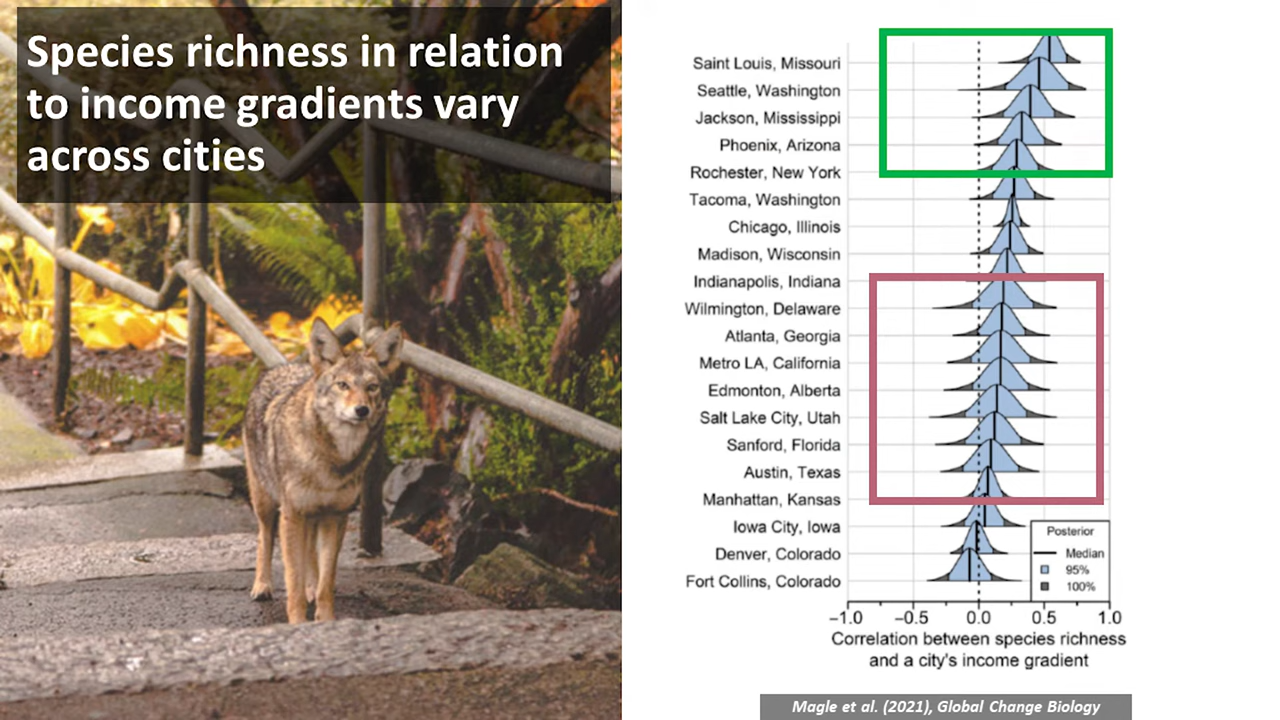 Species richness in relation
to income gradients vary
across cities
Saint Louis, Missouri
Seattle, Washington
Jackson, Mississippi
Phoenix, Arizona
Rochester, New York
Tacoma, Washington
Chicago, Illinois
Madison, Wisconsin
Indianapolis, Indiana
Wilmington, Delaware
Atlanta, Georgia
Metro LA, California
Edmonton, Alberta
Salt Lake City, Utah
Sanford, Florida
Austin, Texas
Manhattan, Kansas
Iowa City, Iowa
Denver, Colorado
Fort Collins, Colorado
Posterior
Median
95%
100%
−1.0 −0.5 0.0 0.5 1.0
Correlation between species richness
and a city's income gradient
Magle et al. (2021), Global Change Biology